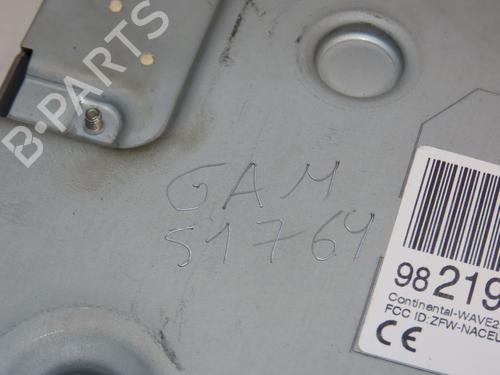 B-PARTS
GAM
51764
98219
Continental-WAVE2
FCC ID:ZFW-NACEU
CE